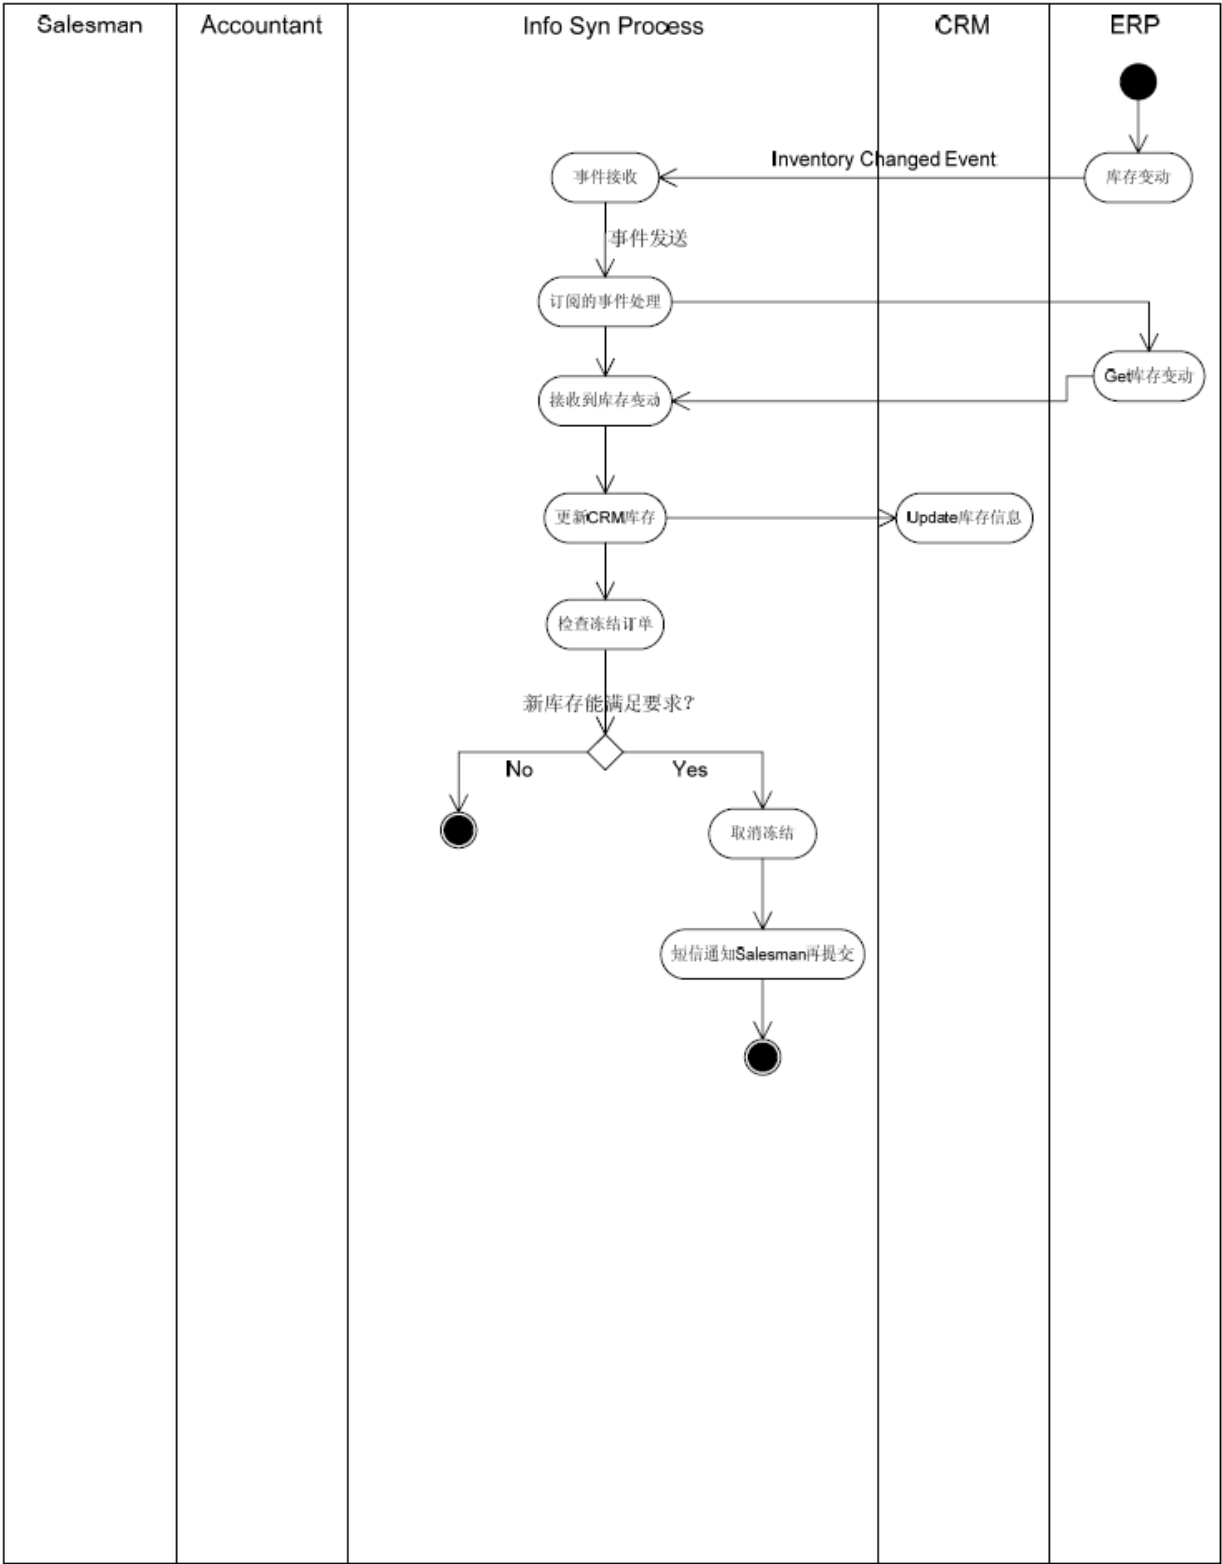 Salesman
Accountant
Info Syn Process
CRM
ERP
Inventory Changed Event
事件接收
库存变动
事件发送
订阅的事件处理
Get库存变动
接收到库存变动
更新CRM库存
Update库存信息
检查冻结订单
新库存能满足要求?
No
Yes
取消冻结
短信通知Salesman再提交